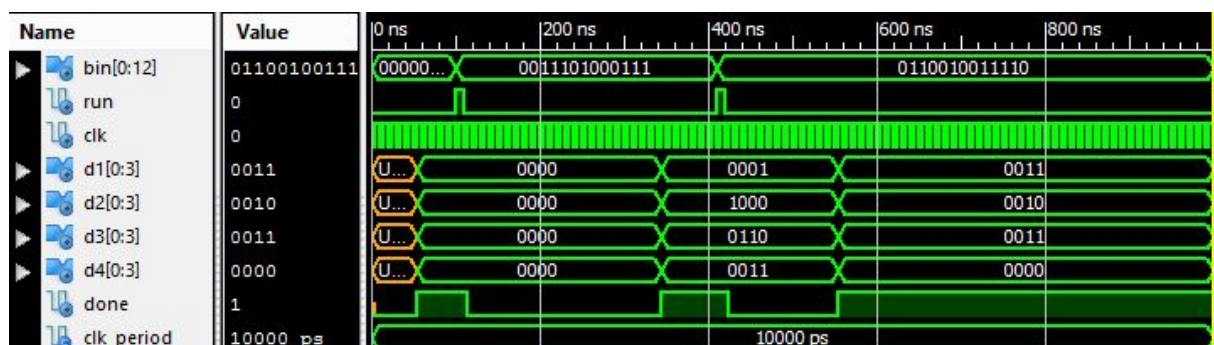 Name Value 0 ns 200 ns 400 ns 600 ns 800 ns
bin[0:12] 01100100111 00000... 0011101000111 0110010011110
run 0
clk 0
d1[0:3] 0011 U... 0000 0001 0011
d2[0:3] 0010 U... 0000 1000 0010
d3[0:3] 0011 U... 0000 0110 0011
d4[0:3] 0000 U... 0000 0011 0000
done 1
clk_period 10000 ps 10000 ps